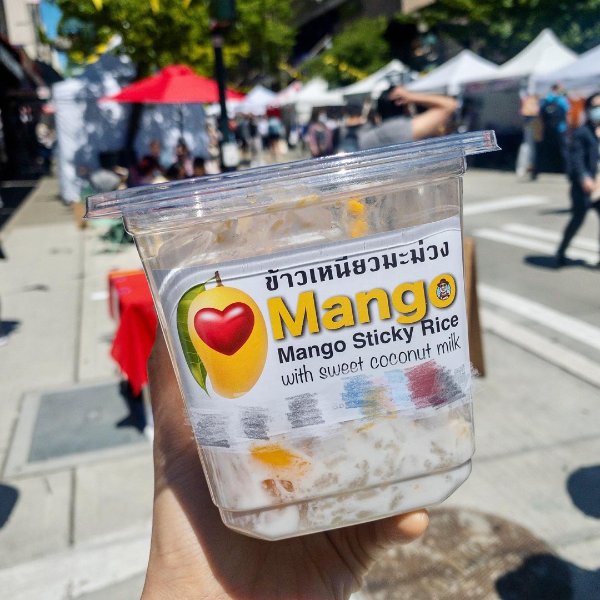 ข้าวเหนียวมะม่วง
Mango
Mango Sticky Rice
with sweet coconut milk